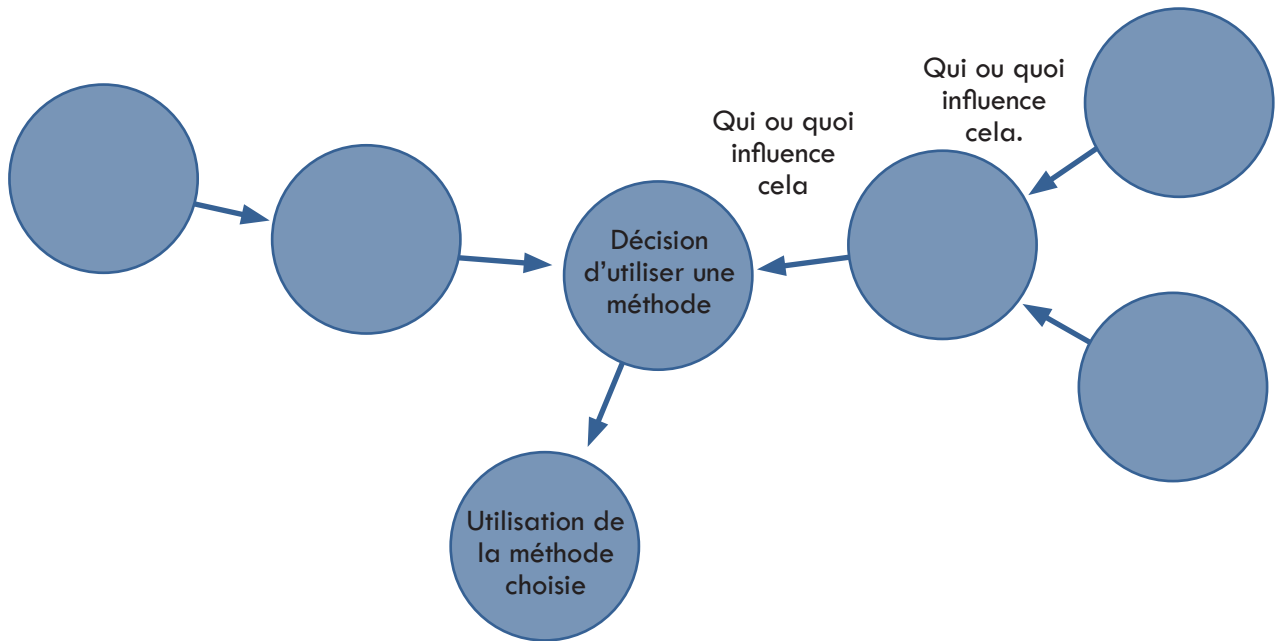 Qui ou quoi
influence
cela.
Qui ou quoi
influence
cela
Décision
d'utiliser une
méthode
Utilisation de
la méthode
choisie